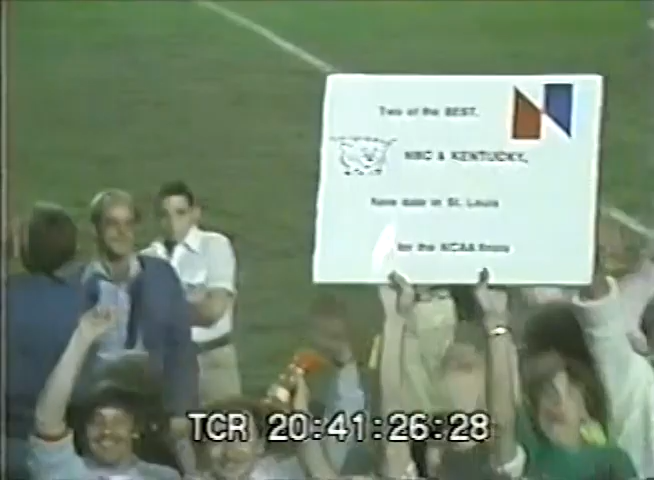 Two of the BEST,
NBC & KENTUCKY,
have date in St. Louis
for the NCAA finals
TCR 20:41:26:28